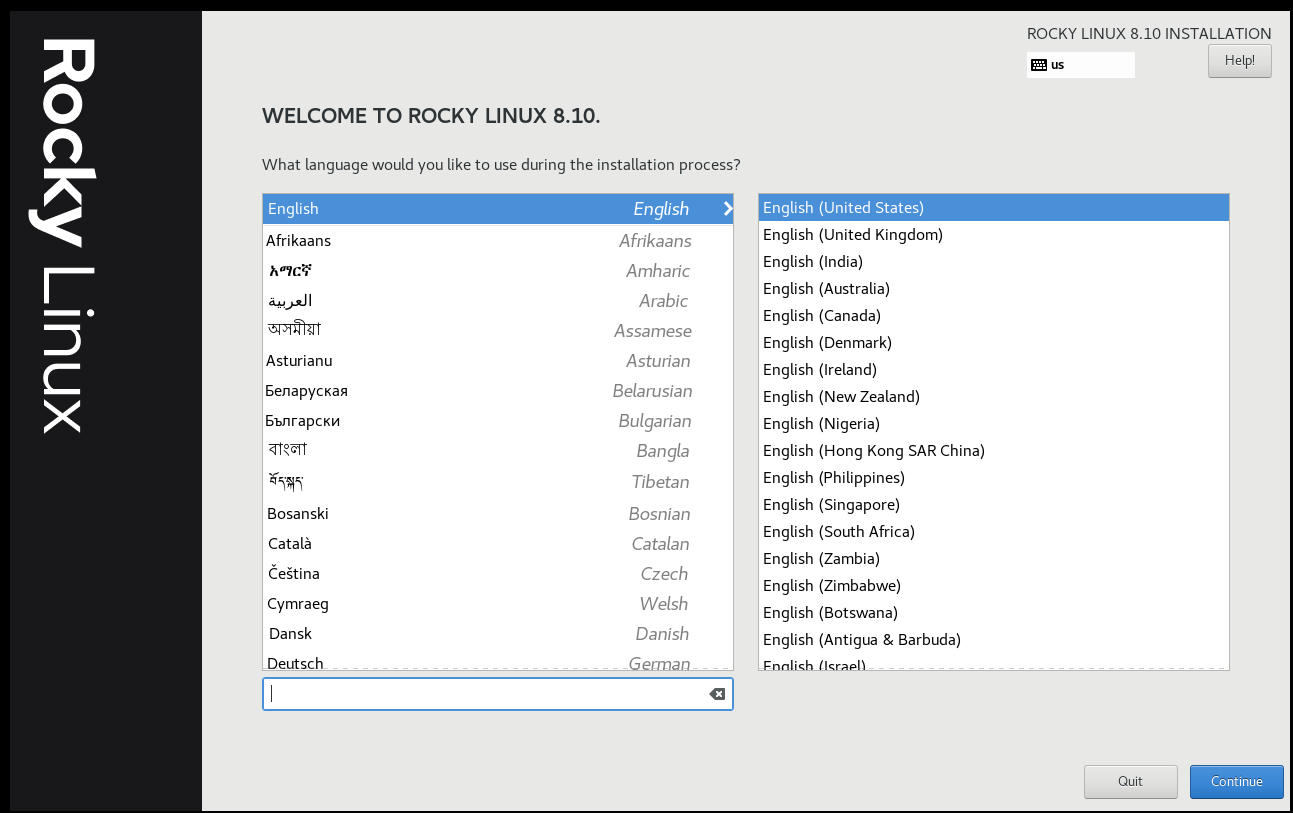 Rocky Linux
ROCKY LINUX 8.10 INSTALLATION
us
Help!
WELCOME TO ROCKY LINUX 8.10.
What language would you like to use during the installation process?
English English
Afrikaans Afrikaans
አማርኛ Amharic
العربية Arabic
অসমীয়া Assamese
Asturianu Asturian
Беларуская Belarusian
Български Bulgarian
বাংলা Bangla
བོད་སྐད་ Tibetan
Bosanski Bosnian
Català Catalan
Čeština Czech
Cymraeg Welsh
Dansk Danish
Deutsch German
English (United States)
English (United Kingdom)
English (India)
English (Australia)
English (Canada)
English (Denmark)
English (Ireland)
English (New Zealand)
English (Nigeria)
English (Hong Kong SAR China)
English (Philippines)
English (Singapore)
English (South Africa)
English (Zambia)
English (Zimbabwe)
English (Botswana)
English (Antigua & Barbuda)
English (Israel)
Quit
Continue